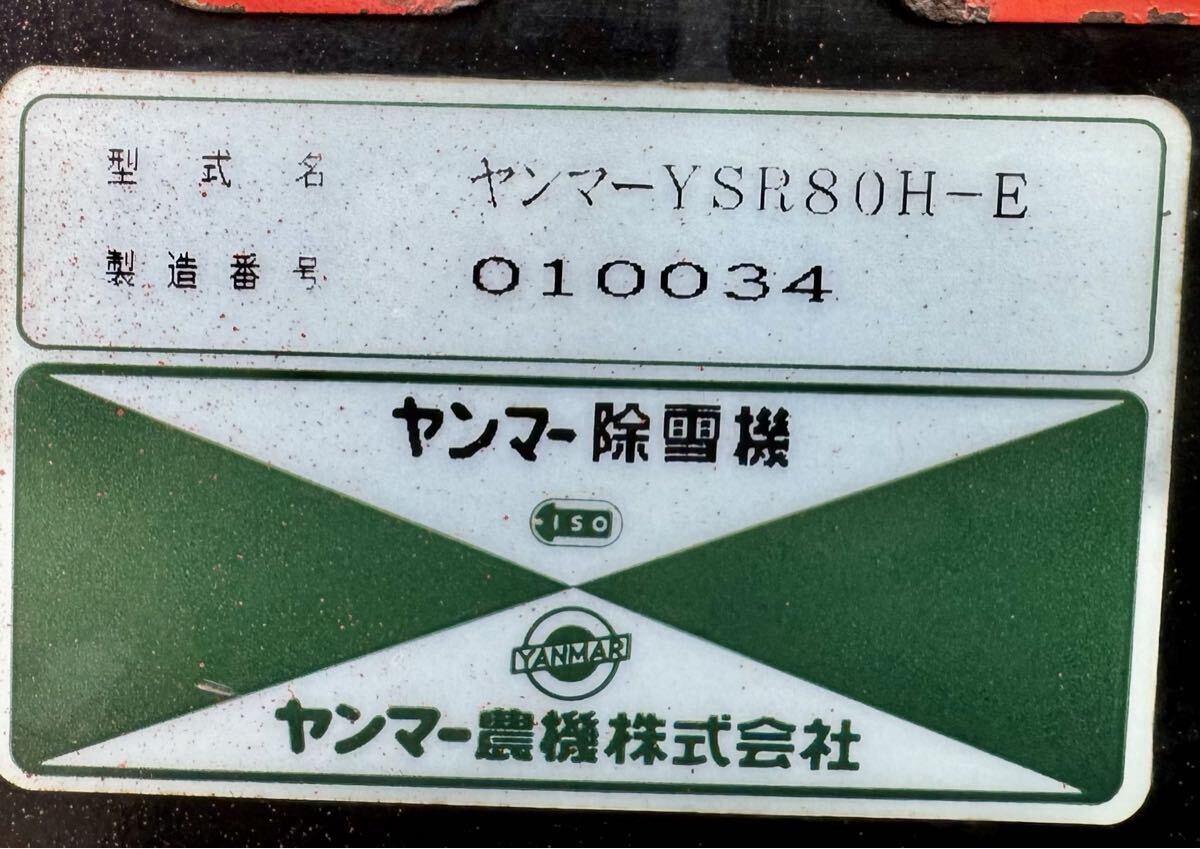 型式名 ヤンマーYSR80H-E
製造番号 010034
ヤンマー除雪機
ISO
YANMAR
ヤンマー農機株式会社